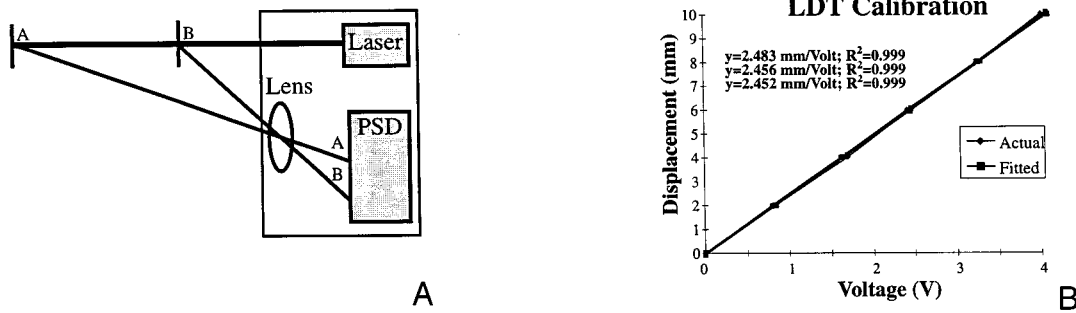 A
B
Laser
Lens
PSD
A
B
A
LDT Calibration
Displacement (mm)
10
9
8
7
6
5
4
3
2
1
0
y=2.483 mm/Volt; R²=0.999
y=2.456 mm/Volt; R²=0.999
y=2.452 mm/Volt; R²=0.999
Actual
Fitted
0 1 2 3 4
Voltage (V)
B